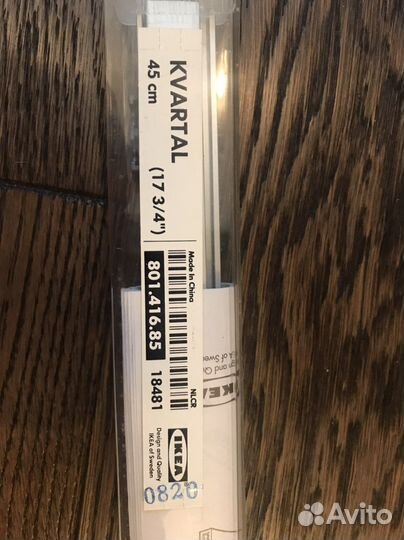 KVARTAL
45 cm
(17 3/4")
Made in China
801.416.85
18481
NLCR
IKEA
Design and Quality
IKEA of Sweden
0820
IKEA
Avito